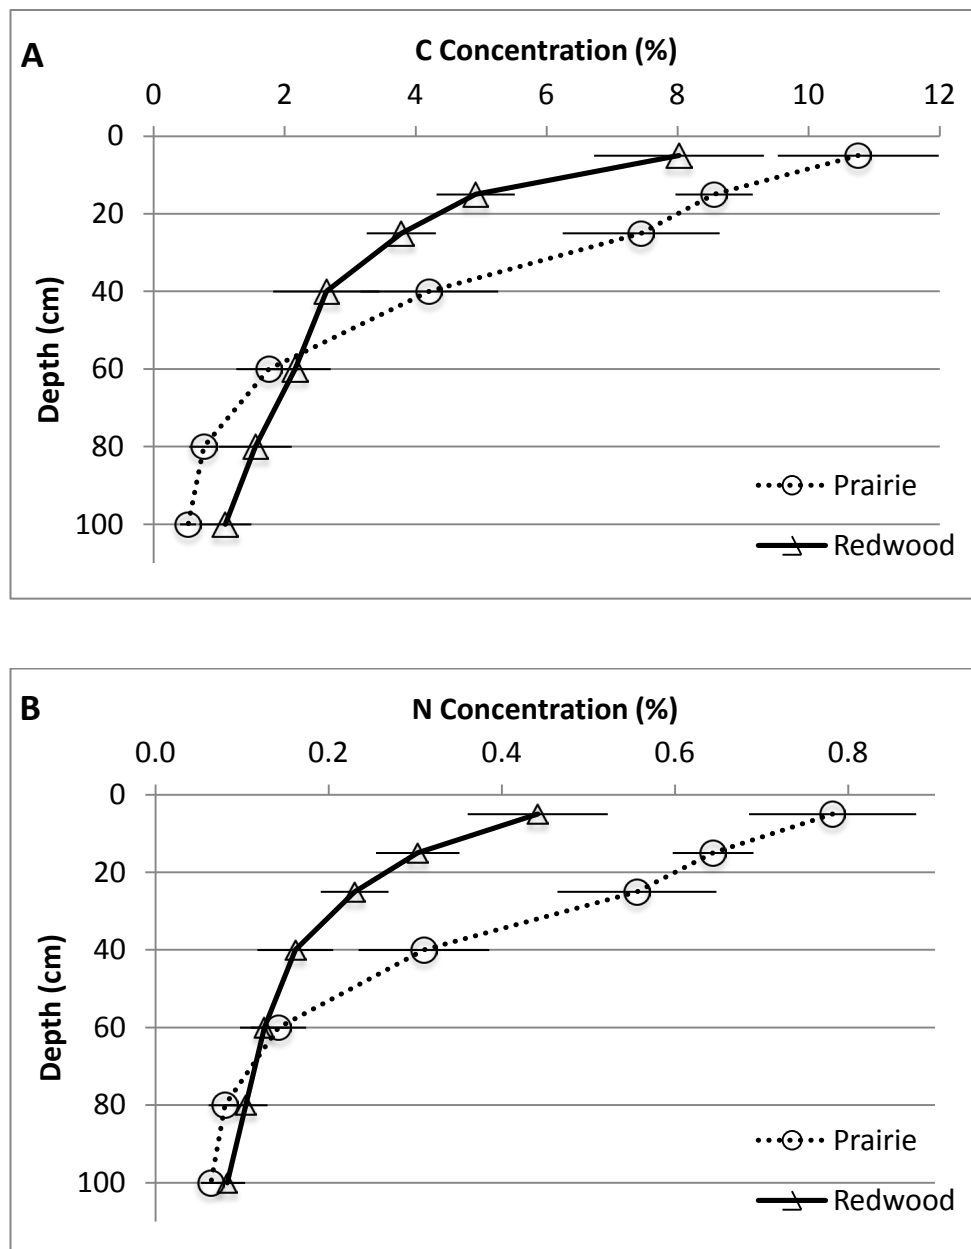 A
C Concentration (%)
0 2 4 6 8 10 12
0
20
40
60
80
100
Depth (cm)
Prairie
Redwood
B
N Concentration (%)
0.0 0.2 0.4 0.6 0.8
0
20
40
60
80
100
Depth (cm)
Prairie
Redwood